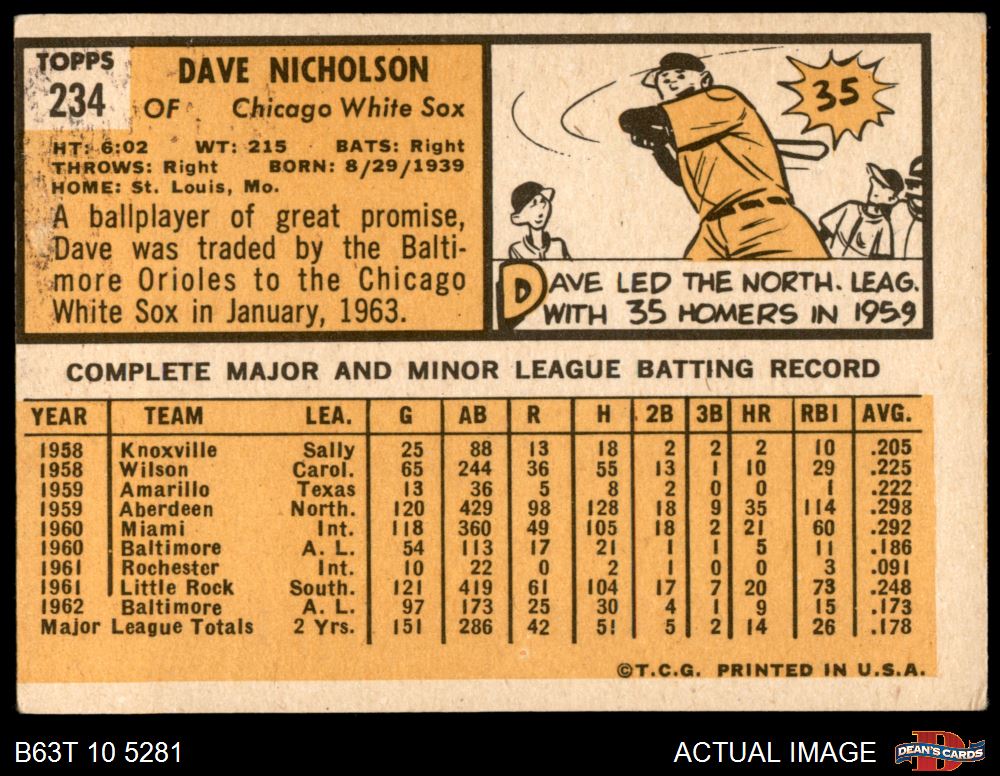 TOPPS
234
DAVE NICHOLSON
OF Chicago White Sox
HT: 6:02 WT: 215 BATS: Right
THROWS: Right BORN: 8/29/1939
HOME: St. Louis, Mo.
A ballplayer of great promise,
Dave was traded by the Balti-
more Orioles to the Chicago
White Sox in January, 1963.
35
DAVE LED THE NORTH. LEAG.
WITH 35 HOMERS IN 1959
COMPLETE MAJOR AND MINOR LEAGUE BATTING RECORD
YEAR TEAM LEA. G AB R H 2B 3B HR RBI AVG.
1958 Knoxville Sally 25 88 13 18 2 2 2 10 .205
1958 Wilson Carol. 65 244 36 55 13 1 10 29 .225
1959 Amarillo Texas 13 36 5 8 2 0 0 1 .222
1959 Aberdeen North. 120 429 98 128 18 9 35 114 .298
1960 Miami Int. 118 360 49 105 18 2 21 60 .292
1960 Baltimore A. L. 54 113 17 21 1 1 5 11 .186
1961 Rochester Int. 10 22 0 2 1 0 0 3 .091
1961 Little Rock South. 121 419 61 104 17 7 20 73 .248
1962 Baltimore A. L. 97 173 25 30 4 1 9 15 .173
Major League Totals 2 Yrs. 151 286 42 51 5 2 14 26 .178
©T.C.G. PRINTED IN U.S.A.
B63T 10 5281
ACTUAL IMAGE
D
DEAN'S CARDS